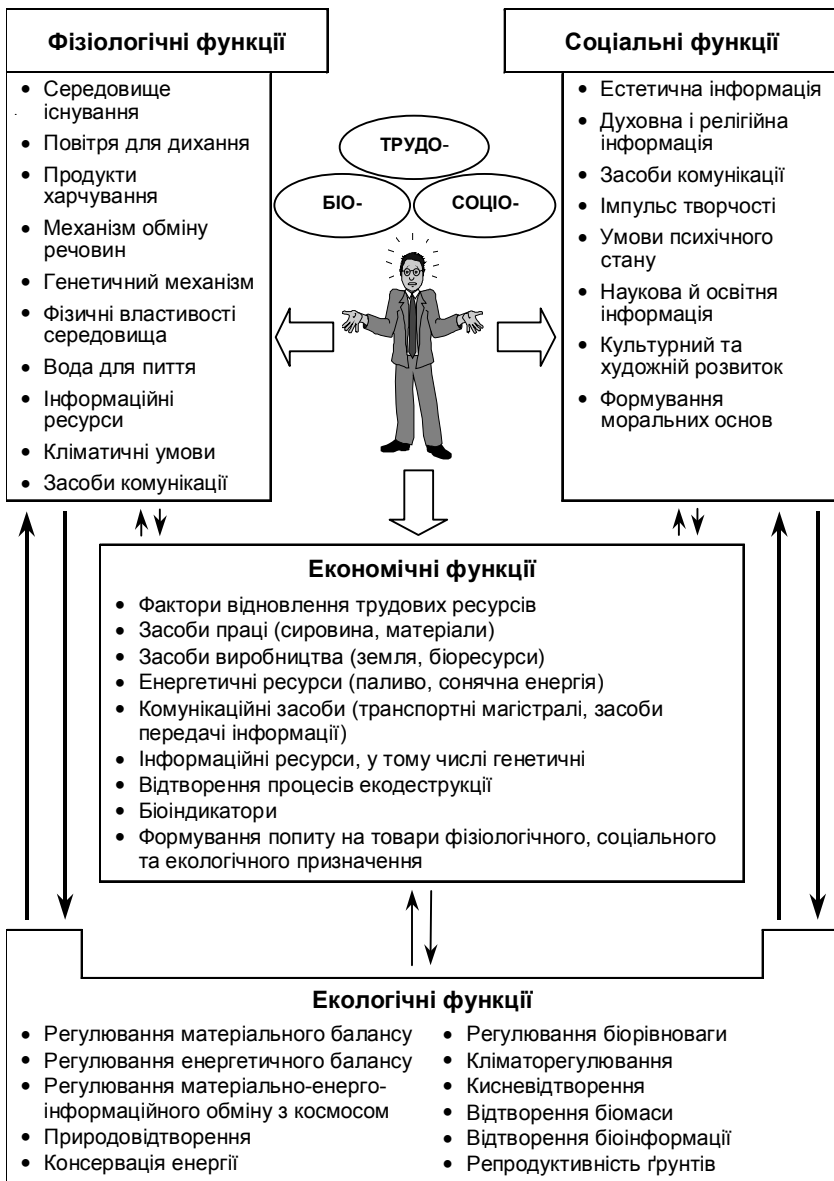 Фізіологічні функції
• Середовище
існування
• Повітря для дихання
• Продукти
харчування
• Механізм обміну
речовин
• Генетичний механізм
• Фізичні властивості
середовища
• Вода для пиття
• Інформаційні
ресурси
• Кліматичні умови
• Засоби комунікації
ТРУДО-
БІО-
СОЦІО-
Соціальні функції
• Естетична інформація
• Духовна і релігійна
інформація
• Засоби комунікації
• Імпульс творчості
• Умови психічного
стану
• Наукова й освітня
інформація
• Культурний та
художній розвиток
• Формування
моральних основ
Економічні функції
• Фактори відновлення трудових ресурсів
• Засоби праці (сировина, матеріали)
• Засоби виробництва (земля, біоресурси)
• Енергетичні ресурси (паливо, сонячна енергія)
• Комунікаційні засоби (транспортні магістралі, засоби
передачі інформації)
• Інформаційні ресурси, у тому числі генетичні
• Відтворення процесів екодеструкції
• Біоіндикатори
• Формування попиту на товари фізіологічного, соціального
та екологічного призначення
Екологічні функції
• Регулювання матеріального балансу
• Регулювання енергетичного балансу
• Регулювання матеріально-енерго-
інформаційного обміну з космосом
• Природовідтворення
• Консервація енергії
• Регулювання біорівноваги
• Кліматорегулювання
• Кисневідтворення
• Відтворення біомаси
• Відтворення біоінформації
• Репродуктивність ґрунтів